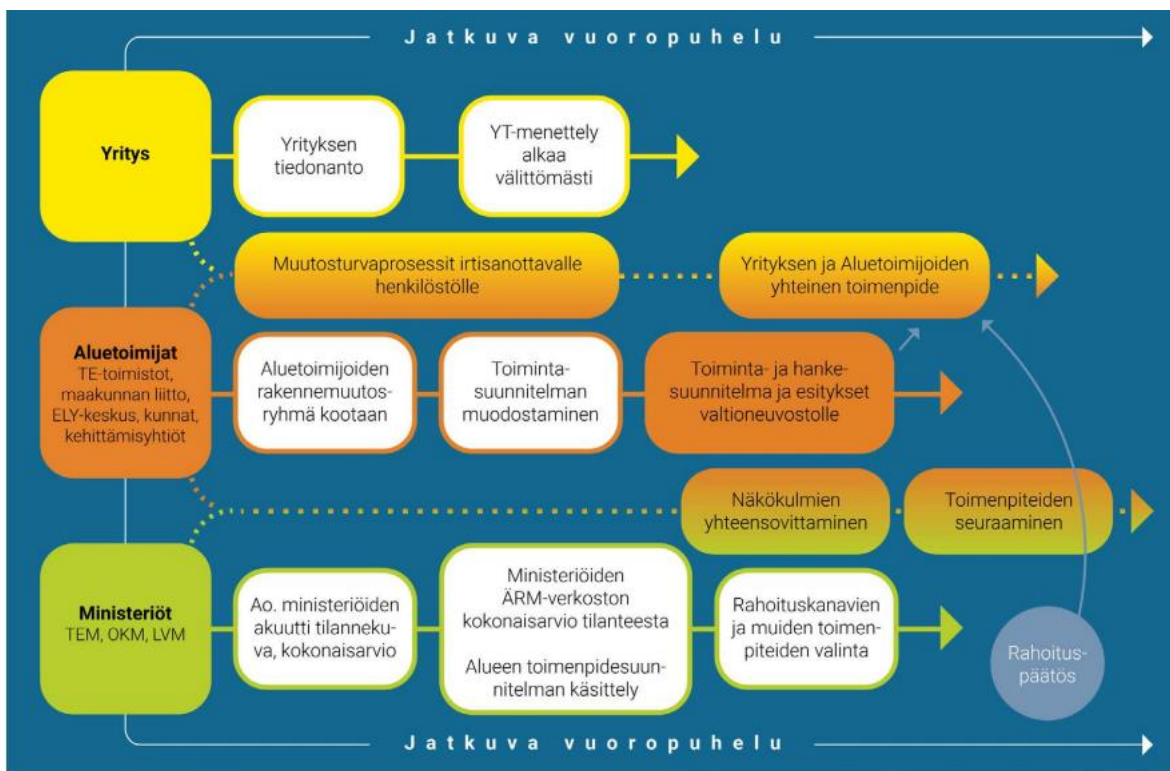 Jatkuva vuoropuhelu
Yritys
Yrityksen
tiedonanto
YT-menettely
alkaa
välittömästi
Muutosturvaprosessit irtisanottavalle
henkilöstölle
Yrityksen ja Aluetoimijoiden
yhteinen toimenpide
Aluetoimijat
TE-toimistot,
maakunnan liitto,
ELY-keskus, kunnat,
kehittämisyhtiöt
Aluetoimijoiden
rakennemuutos-
ryhmä kootaan
Toiminta-
suunnitelman
muodostaminen
Toiminta- ja hanke-
suunnitelma ja esitykset
valtioneuvostolle
Näkökulmien
yhteensovittaminen
Toimenpiteiden
seuraaminen
Ministeriöt
TEM, OKM, LVM
Ao. ministeriöiden
akuutti tilanneku-
va, kokonaisarvio
Ministeriöiden
ÄRM-verkoston
kokonaisarvio tilanteesta
Alueen toimenpidesuun-
nitelman käsittely
Rahoituskanavien
ja muiden toimen-
piteiden valinta
Rahoitus-
päätös
Jatkuva vuoropuhelu